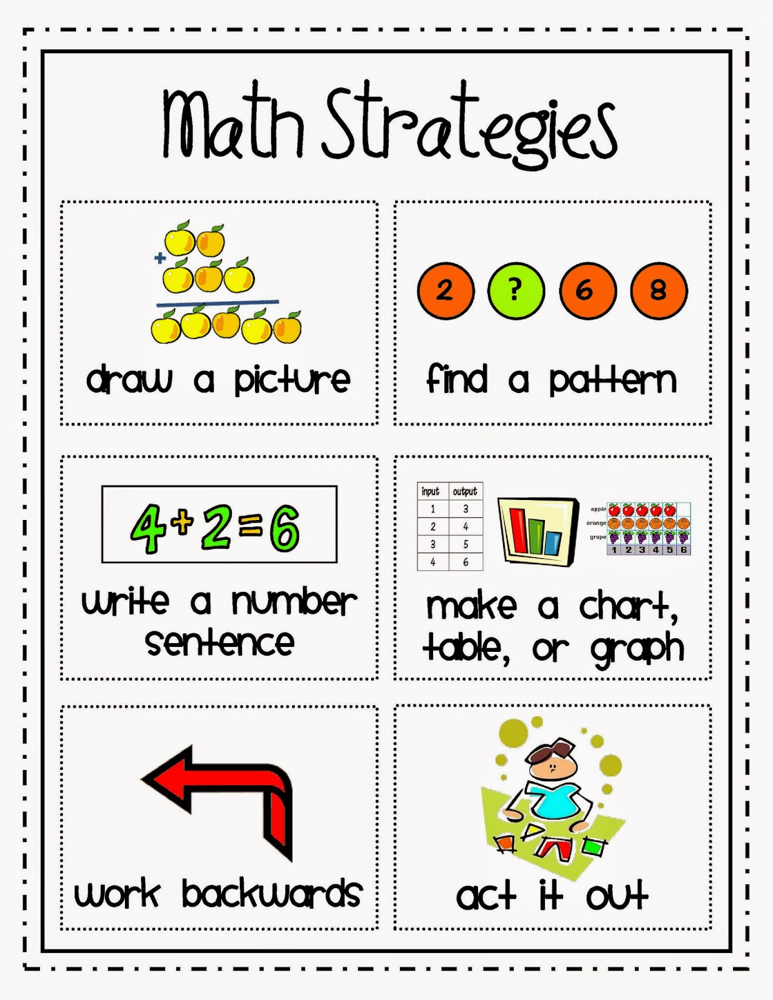 Math Strategies
+
draw a picture
2 ? 6 8
find a pattern
4+2=6
write a number
sentence
input output
1 3
2 4
3 5
4 6
apple
orange
grape
1 2 3 4 5 6
make a chart,
table, or graph
work backwards
act it out